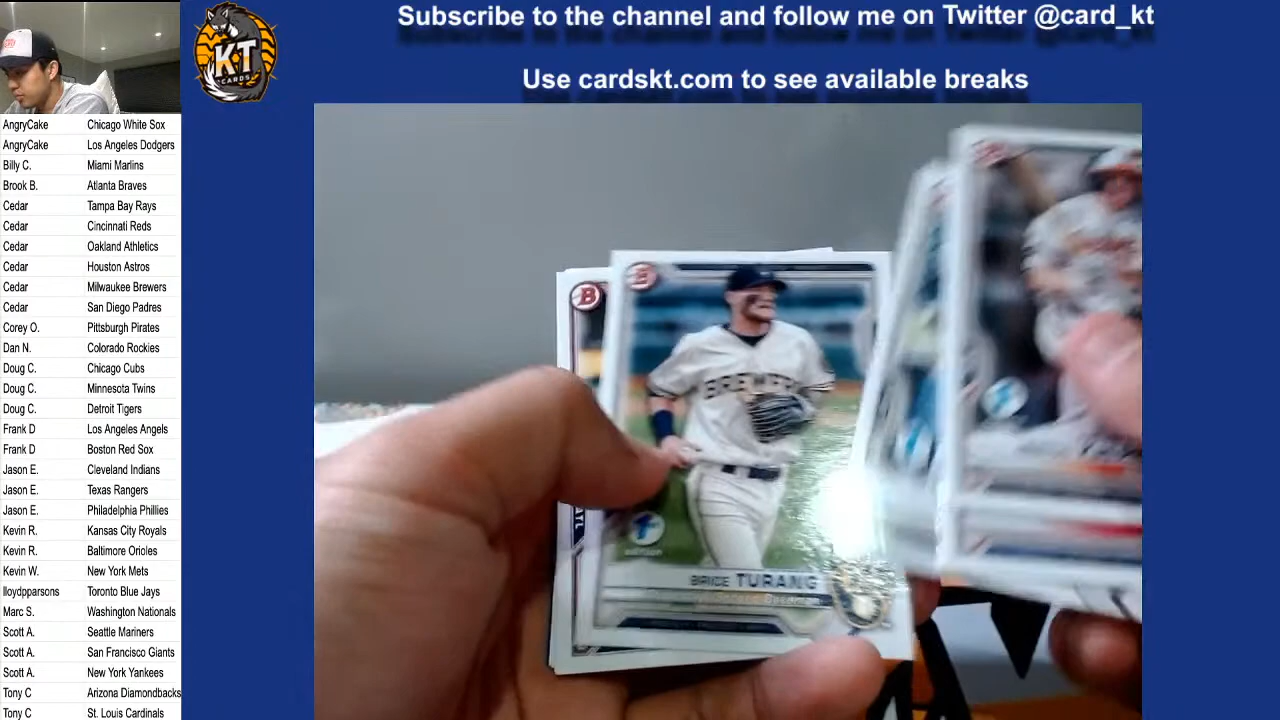 Subscribe to the channel and follow me on Twitter @card_kt
Use cardskt.com to see available breaks
KT
CARDS
AngryCake Chicago White Sox
AngryCake Los Angeles Dodgers
Billy C. Miami Marlins
Brook B. Atlanta Braves
Cedar Tampa Bay Rays
Cedar Cincinnati Reds
Cedar Oakland Athletics
Cedar Houston Astros
Cedar Milwaukee Brewers
Cedar San Diego Padres
Corey O. Pittsburgh Pirates
Dan N. Colorado Rockies
Doug C. Chicago Cubs
Doug C. Minnesota Twins
Doug C. Detroit Tigers
Frank D Los Angeles Angels
Frank D Boston Red Sox
Jason E. Cleveland Indians
Jason E. Texas Rangers
Jason E. Philadelphia Phillies
Kevin R. Kansas City Royals
Kevin R. Baltimore Orioles
Kevin W. New York Mets
lloydpparsons Toronto Blue Jays
Marc S. Washington Nationals
Scott A. Seattle Mariners
Scott A. San Francisco Giants
Scott A. New York Yankees
Tony C Arizona Diamondbacks
Tony C St. Louis Cardinals
B
B
BREWERS
ATL
1st
edition
BRICE TURANG